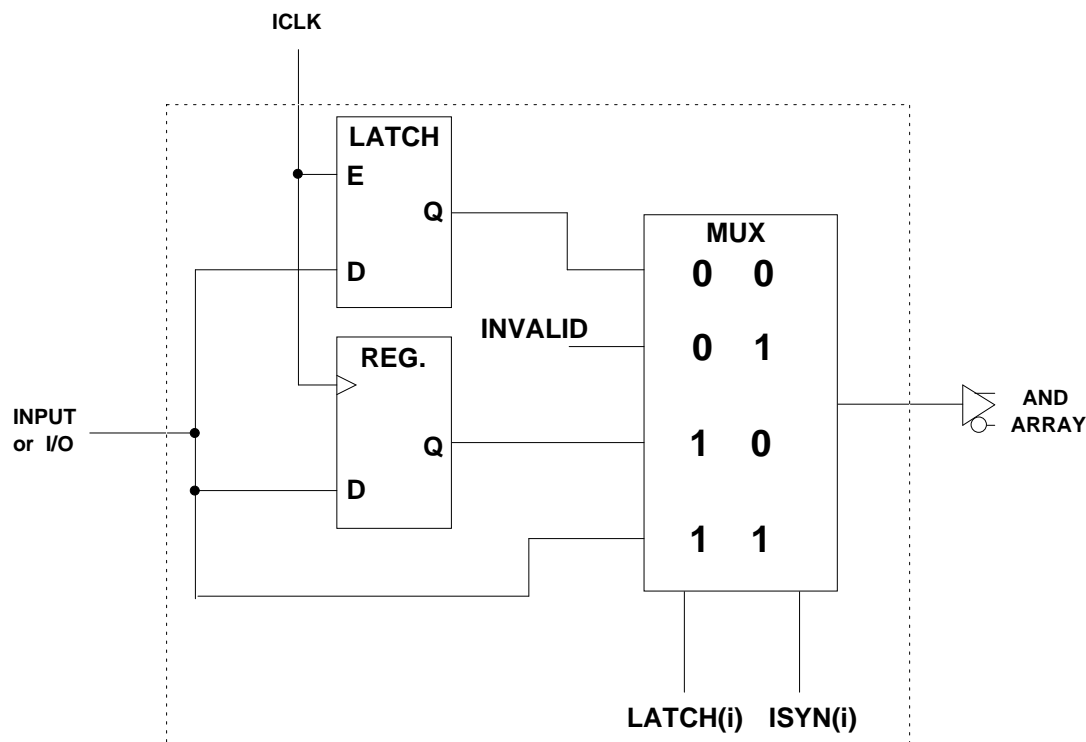 ICLK
LATCH
E
Q
D
MUX
0 0
INVALID
0 1
REG.
INPUT
or I/O
AND
ARRAY
Q
1 0
D
1 1
LATCH(i) ISYN(i)